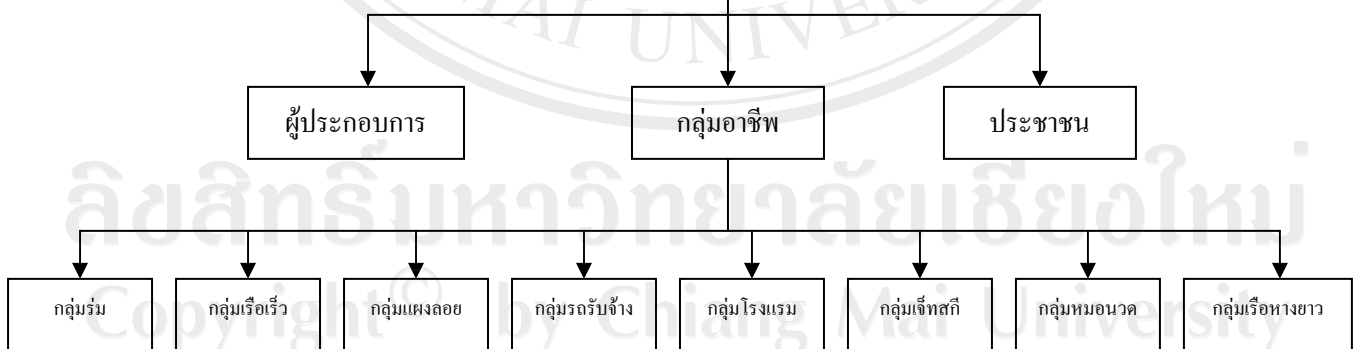 MAI UNIVER
ผู้ประกอบการ
กลุ่มอาชีพ
ประชาชน
ลิขสิทธิ์มหาวิทยาลัยเชียงใหม่
กลุ่มร่ม
กลุ่มเรือเร็ว
กลุ่มแผงลอย
กลุ่มรถรับจ้าง
กลุ่มโรงแรม
กลุ่มเจ็ทสกี
กลุ่มหมอนวด
กลุ่มเรือหางยาว
Copyright© by Chiang Mai University